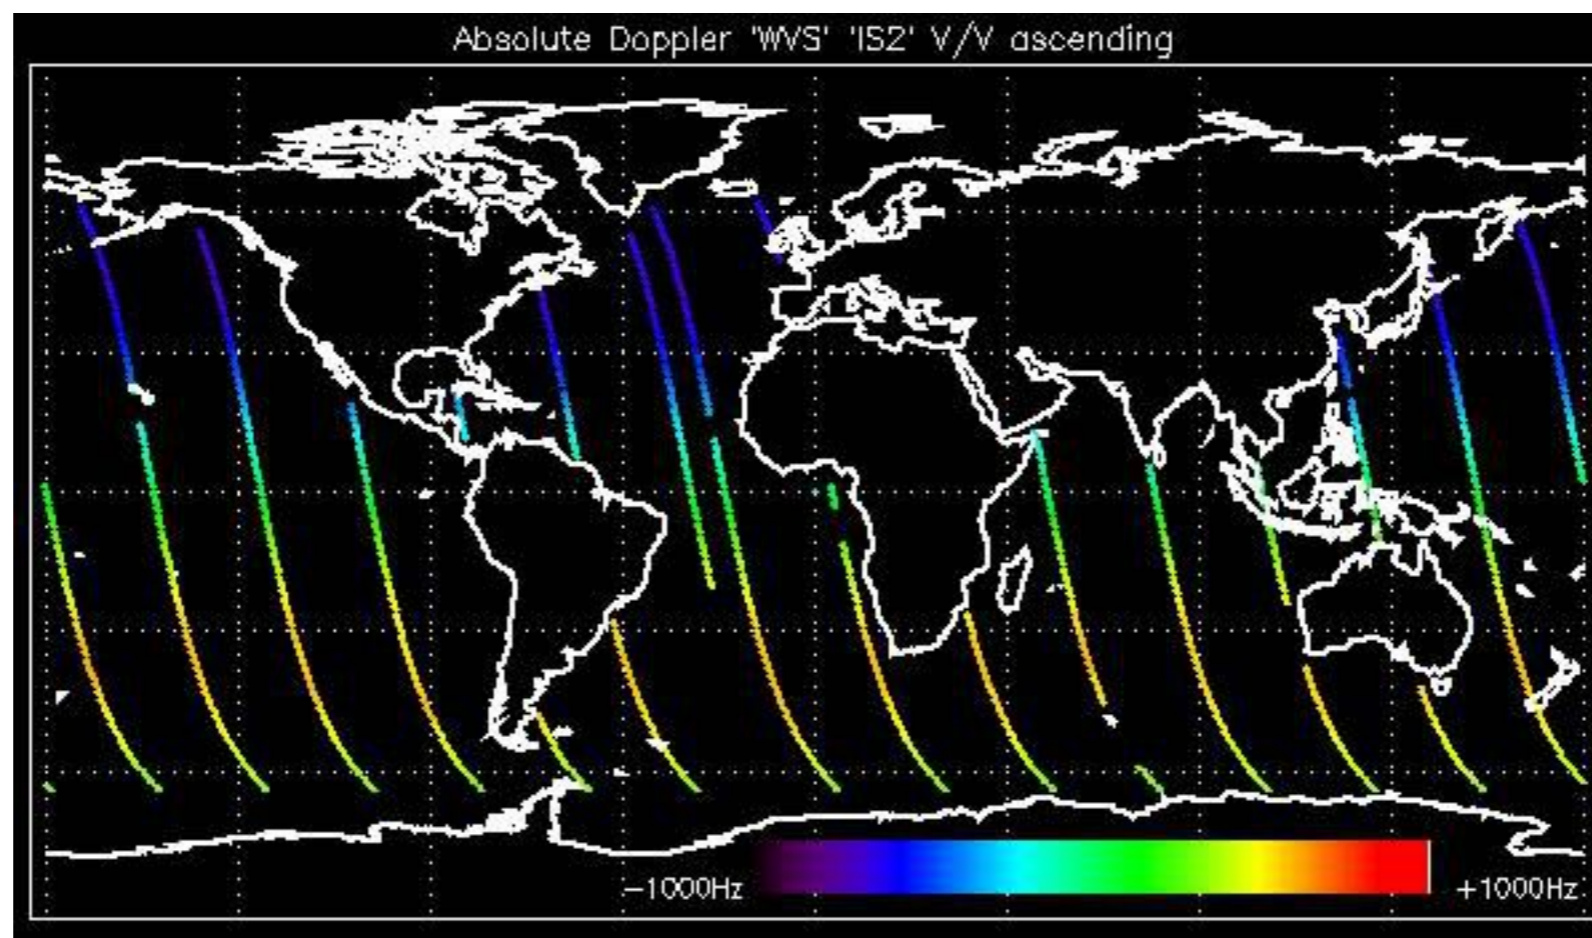 Absolute Doppler 'WVS' 'IS2' V/V ascending
−1000Hz +1000Hz